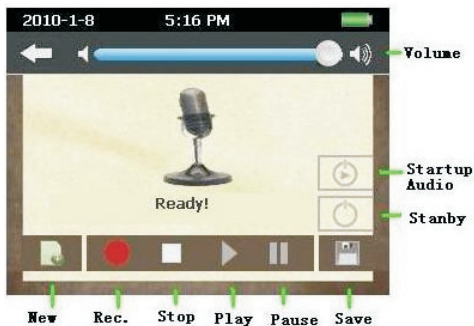 2010-1-8 5:16 PM
Volume
Startup
Audio
Stanby
Ready!
New Rec. Stop Play Pause Save